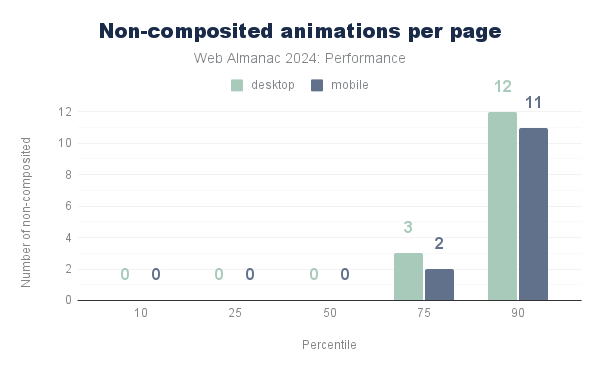 Non-composited animations per page
Web Almanac 2024: Performance
desktop mobile
Number of non-composited
12
10
8
6
4
2
0
0 0 0 0 0 0 3 2 12 11
10 25 50 75 90
Percentile